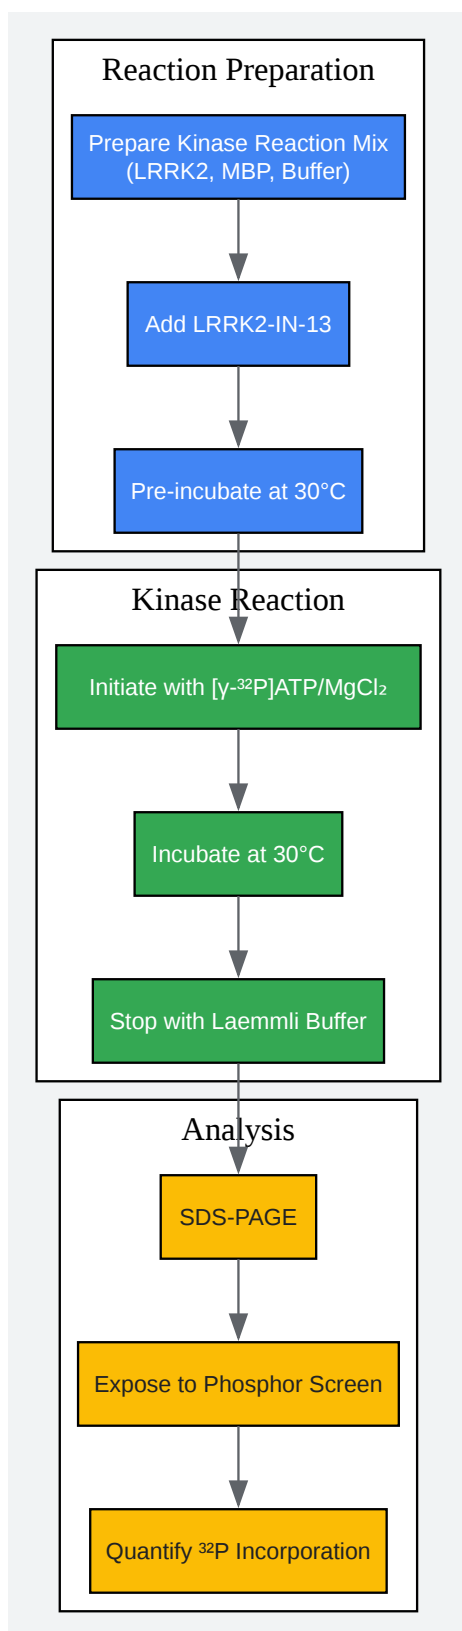 Reaction Preparation
Prepare Kinase Reaction Mix
(LRRK2, MBP, Buffer)
Add LRRK2-IN-13
Pre-incubate at 30°C
Kinase Reaction
Initiate with [γ-³²P]ATP/MgCl₂
Incubate at 30°C
Stop with Laemmli Buffer
Analysis
SDS-PAGE
Expose to Phosphor Screen
Quantify ³²P Incorporation